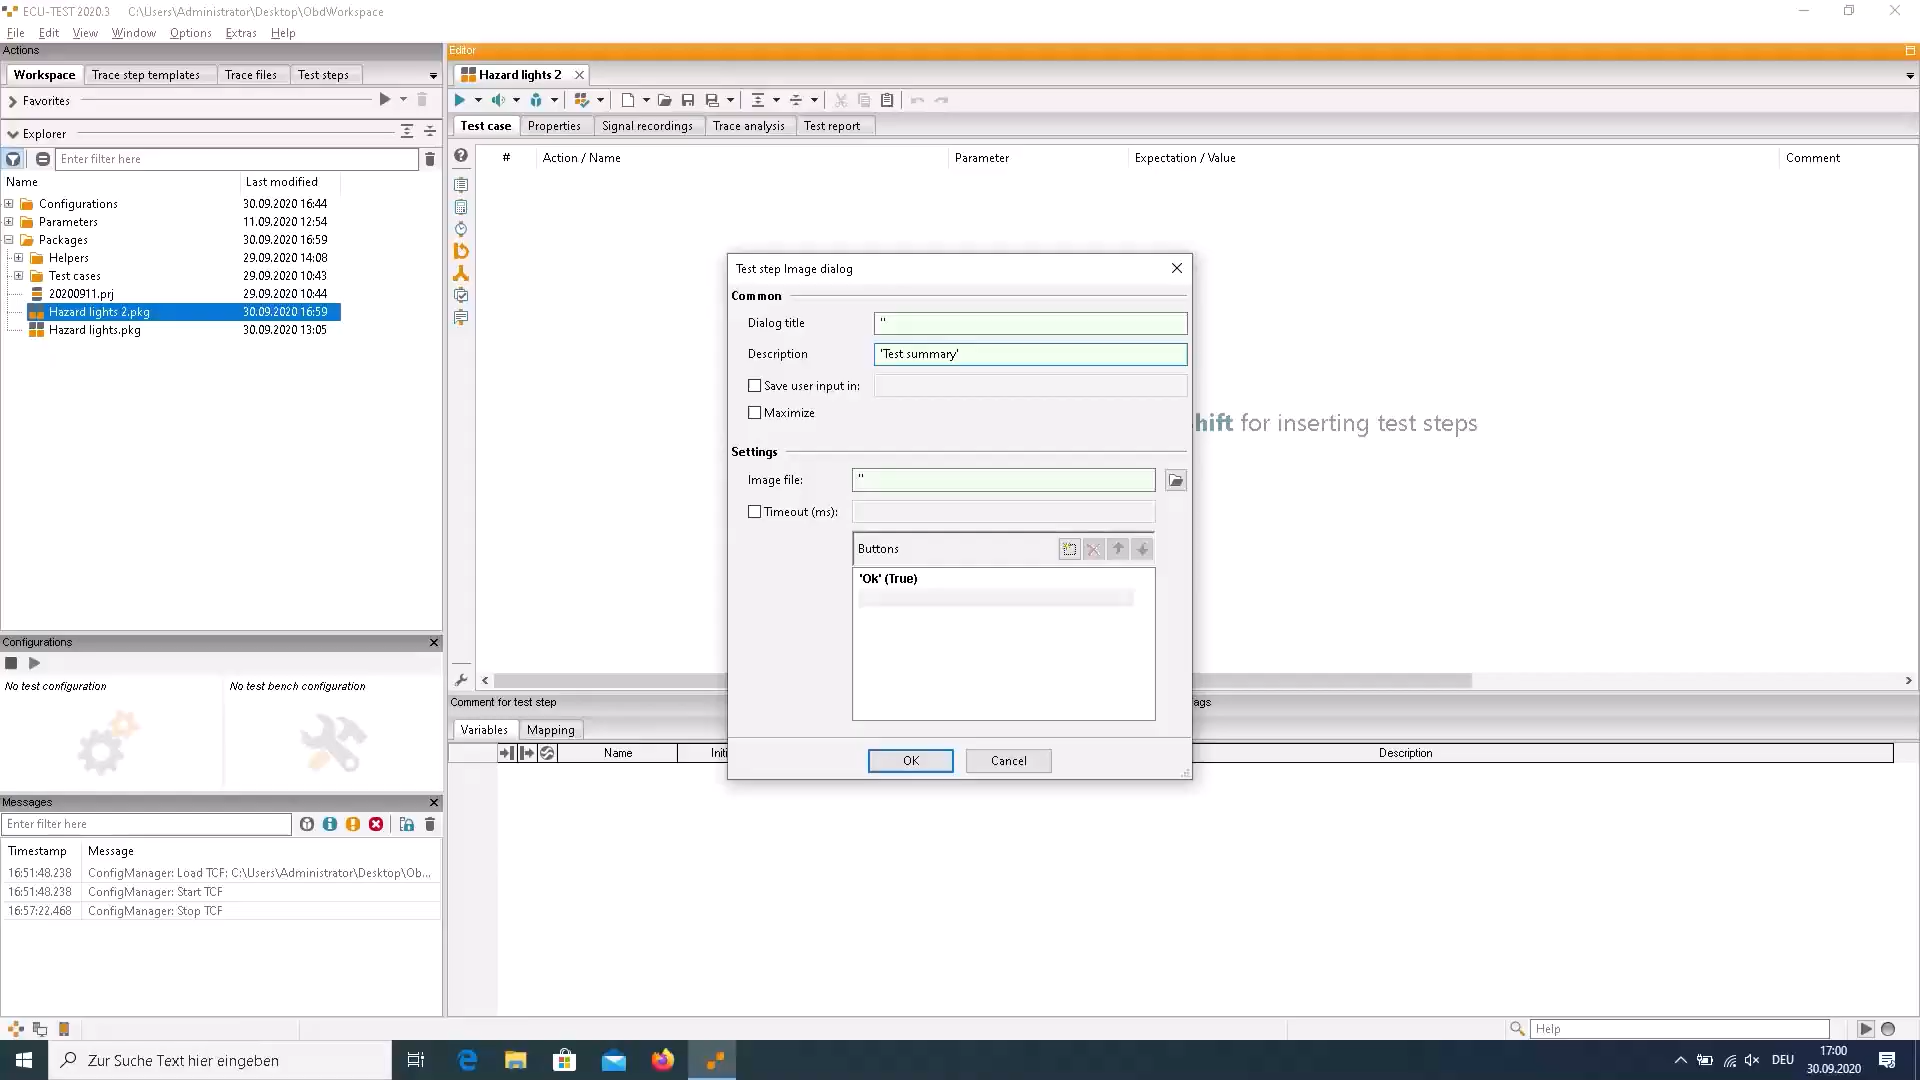 ECU-TEST 2020.3 C:\Users\Administrator\Desktop\ObdWorkspace
File Edit View Window Options Extras Help
Actions
Workspace Trace step templates Trace files Test steps
Favorites
Explorer
Enter filter here
Name Last modified
Configurations 30.09.2020 16:44
Parameters 11.09.2020 12:54
Packages 30.09.2020 16:59
Helpers 29.09.2020 14:08
Test cases 29.09.2020 10:43
20200911.prj 29.09.2020 10:44
Hazard lights 2.pkg 30.09.2020 16:59
Hazard lights.pkg 30.09.2020 13:05
Configurations
No test configuration No test bench configuration
Messages
Enter filter here
Timestamp Message
16:51:48.238 ConfigManager: Load TCF: C:\Users\Administrator\Desktop\Ob...
16:51:48.238 ConfigManager: Start TCF
16:57:22.468 ConfigManager: Stop TCF
Editor
Hazard lights 2
Test case Properties Signal recordings Trace analysis Test report
# Action / Name Parameter Expectation / Value Comment
hift for inserting test steps
Test step Image dialog
Common
Dialog title ''
Description 'Test summary'
Save user input in:
Maximize
Settings
Image file: ''
Timeout (ms):
Buttons
'Ok' (True)
OK Cancel
Comment for test step ags
Variables Mapping
Name Initi Description
Help
Zur Suche Text hier eingeben
DEU
17:00
30.09.2020